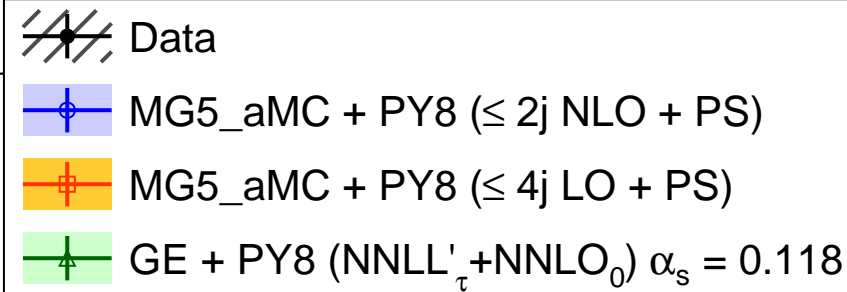 Data
MG5_aMC + PY8 (≤ 2j NLO + PS)
MG5_aMC + PY8 (≤ 4j LO + PS)
GE + PY8 (NNLL'τ+NNLO₀) αₛ = 0.118